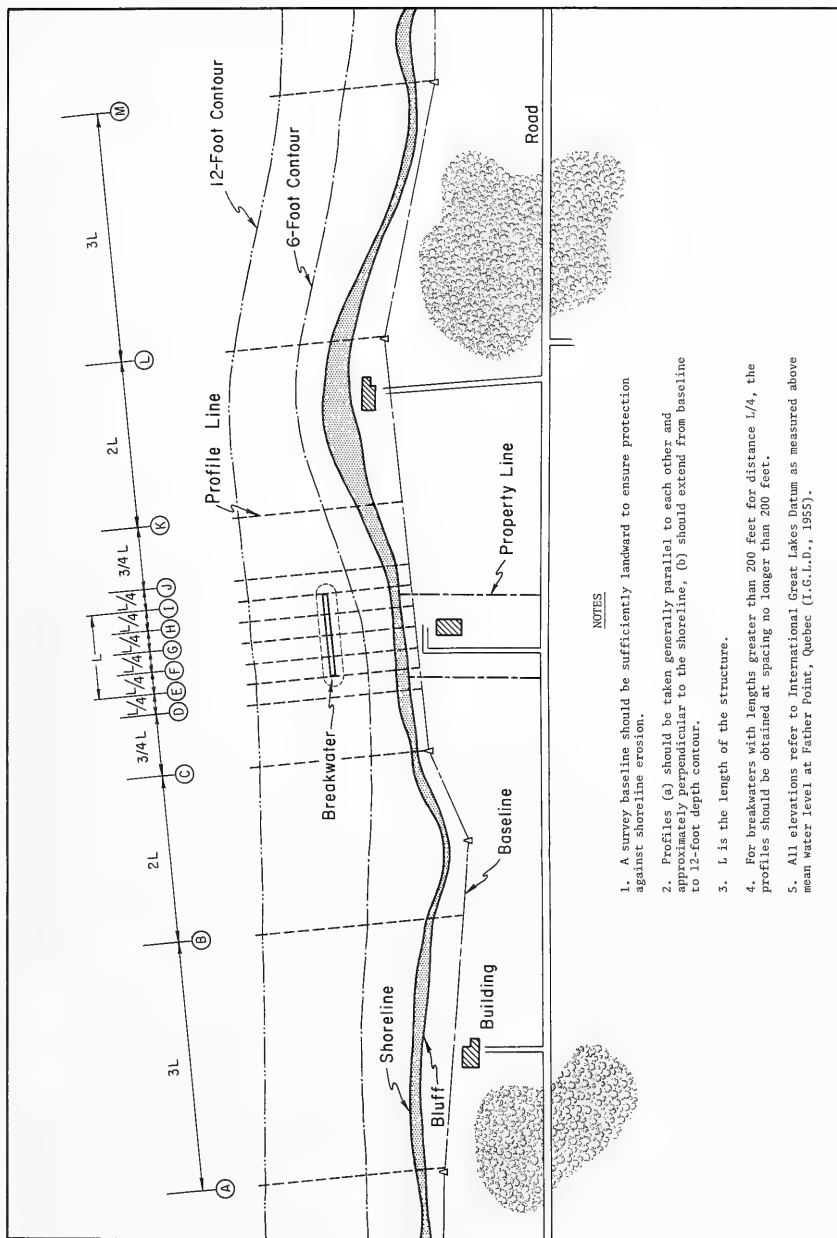 3L
2L
3/4 L
L
L/4 L/4 L/4 L/4 L/4 L/4
3/4 L
2L
3L
A
B
C
D
E
F
G
H
I
J
K
L
M
12-Foot Contour
6-Foot Contour
Profile Line
Breakwater
Shoreline
Bluff
Building
Baseline
Property Line
Road
NOTES
1. A survey baseline should be sufficiently landward to ensure protection
against shoreline erosion.
2. Profiles (a) should be taken generally parallel to each other and
approximately perpendicular to the shoreline, (b) should extend from baseline
to 12-foot depth contour.
3. L is the length of the structure.
4. For breakwaters with lengths greater than 200 feet for distance L/4, the
profiles should be obtained at spacing no longer than 200 feet.
5. All elevations refer to International Great Lakes Datum as measured above
mean water level at Father Point, Quebec (I.G.L.D., 1955).